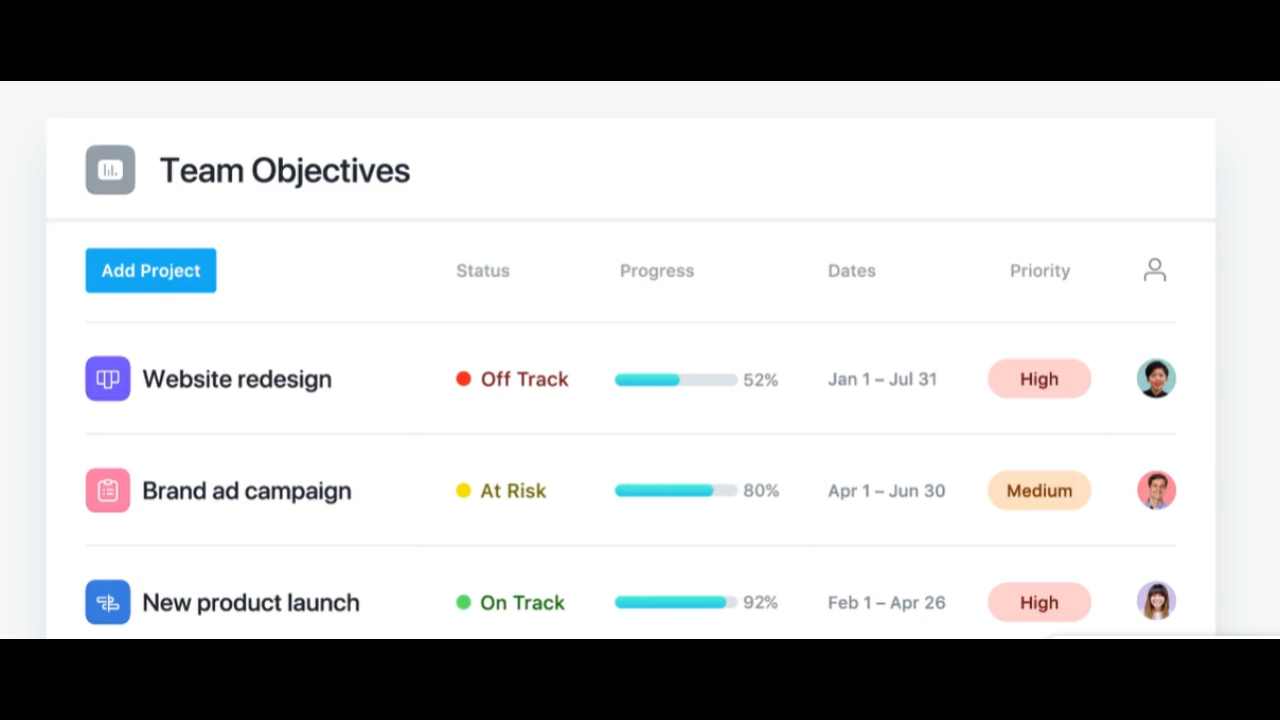 Team Objectives
Add Project Status Progress Dates Priority
Website redesign Off Track 52% Jan 1 – Jul 31 High
Brand ad campaign At Risk 80% Apr 1 – Jun 30 Medium
New product launch On Track 92% Feb 1 – Apr 26 High